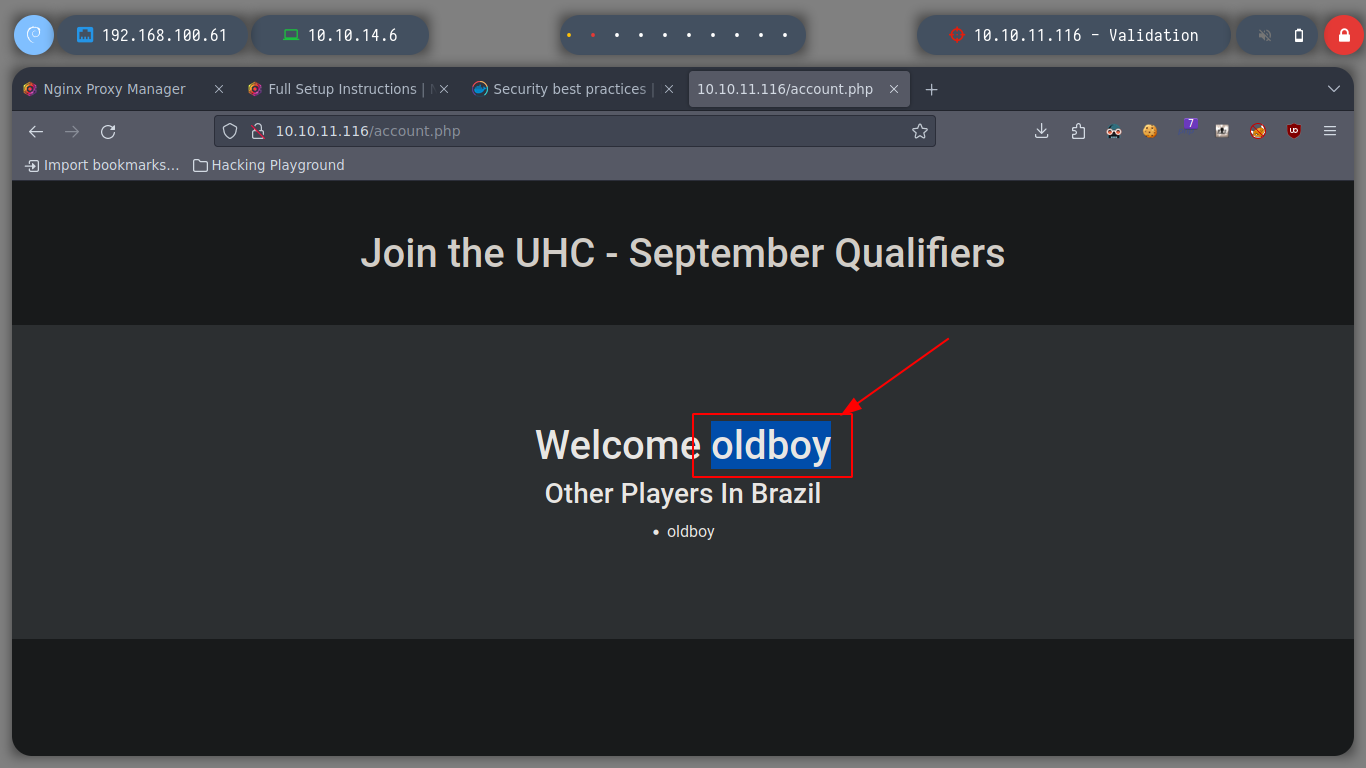 192.168.100.61 10.10.14.6 10.10.11.116 - Validation
Nginx Proxy Manager Full Setup Instructions | Security best practices | 10.10.11.116/account.php
10.10.11.116/account.php 7
Import bookmarks... Hacking Playground
Join the UHC - September Qualifiers
Welcome oldboy
Other Players In Brazil
• oldboy